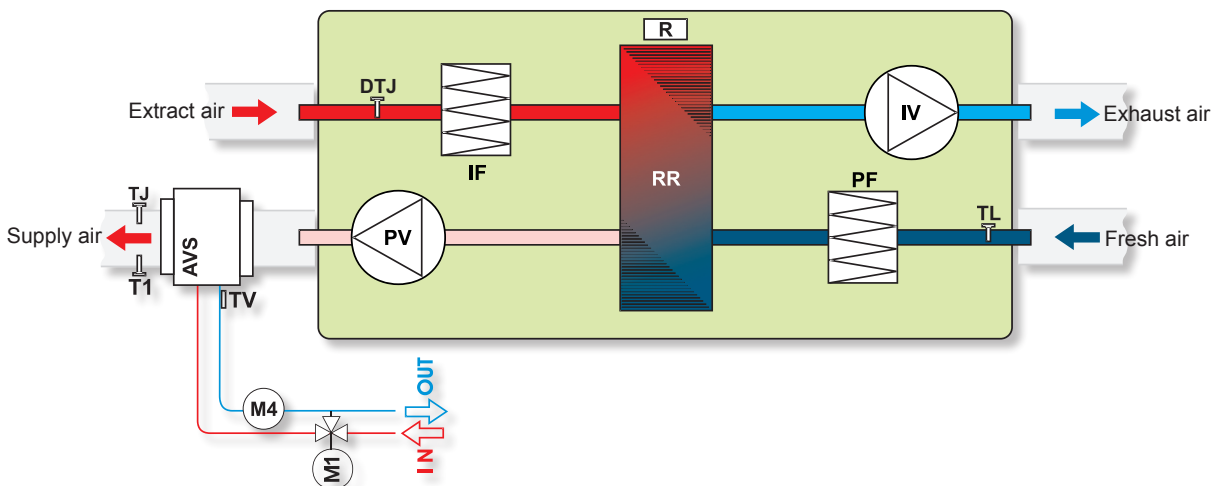 R
DTJ
Extract air
IV
Exhaust air
IF
RR
PF
TJ
TL
Supply air
AVS
PV
Fresh air
T1
TV
OUT
M4
IN
M1